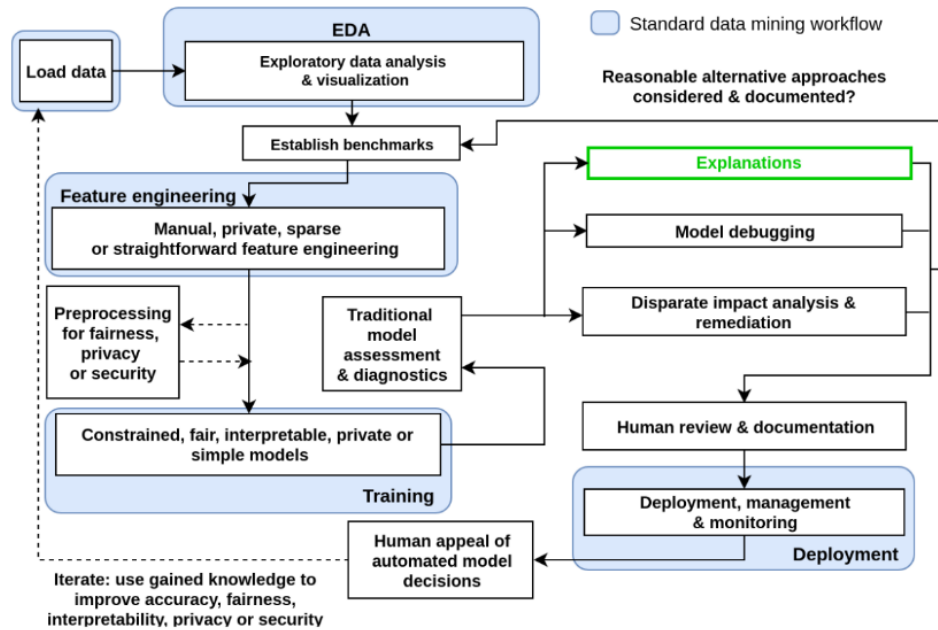 Standard data mining workflow
EDA
Load data
Exploratory data analysis
& visualization
Reasonable alternative approaches
considered & documented?
Establish benchmarks
Explanations
Feature engineering
Manual, private, sparse
or straightforward feature engineering
Model debugging
Preprocessing
for fairness,
privacy
or security
Traditional
model
assessment
& diagnostics
Disparate impact analysis &
remediation
Constrained, fair, interpretable, private or
simple models
Training
Human review & documentation
Deployment, management
& monitoring
Deployment
Human appeal of
automated model
decisions
Iterate: use gained knowledge to
improve accuracy, fairness,
interpretability, privacy or security